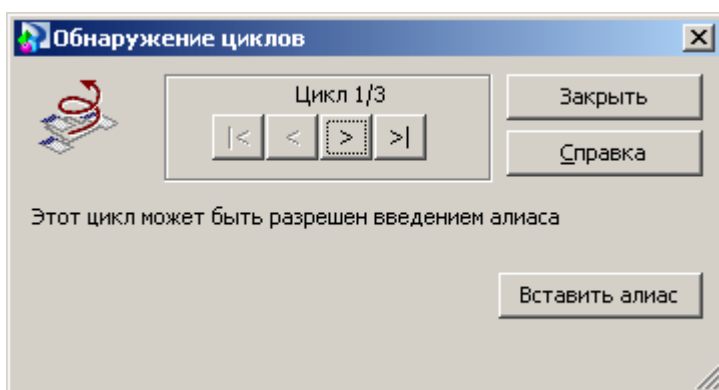 Обнаружение циклов
Цикл 1/3
|< < > >|
Закрыть
Справка
Этот цикл может быть разрешен введением алиаса
Вставить алиас